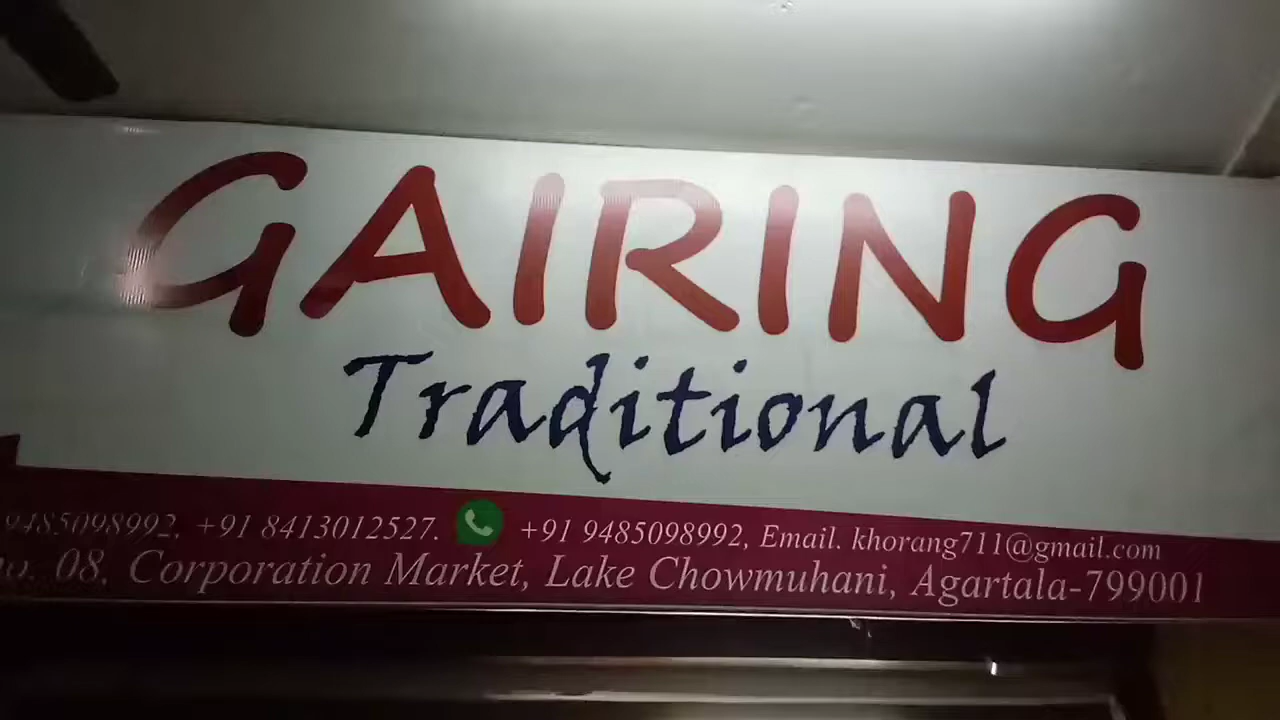 GAIRING
Traditional
9485098992. +91 8413012527. +91 9485098992, Email. khorang711@gmail.com
08, Corporation Market, Lake Chowmuhani, Agartala-799001